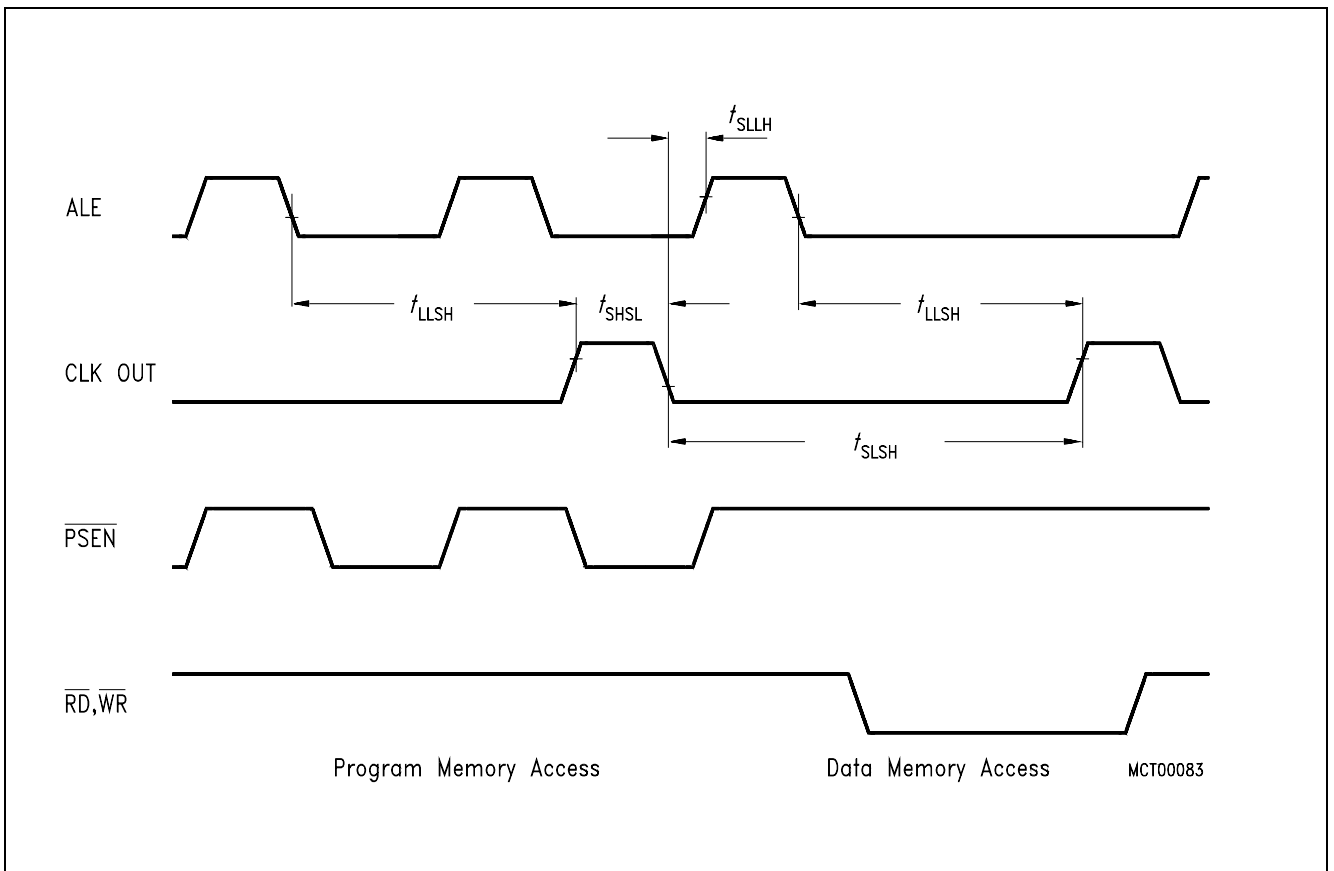 tSLLH
ALE
tLLSH tSHSL tLLSH
CLK OUT
tSLSH
PSEN
RD,WR
Program Memory Access Data Memory Access MCT00083